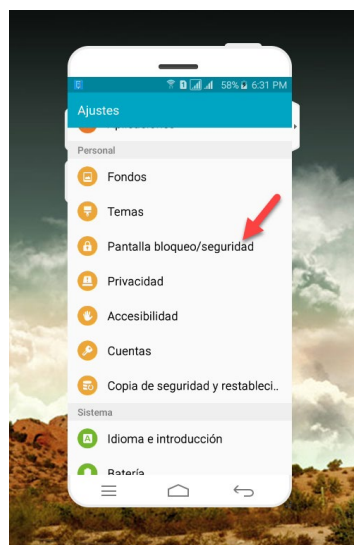 58% 6:31 PM
Ajustes
Aplicaciones
Personal
Fondos
Temas
Pantalla bloqueo/seguridad
Privacidad
Accesibilidad
Cuentas
Copia de seguridad y restableci..
Sistema
Idioma e introducción
Batería